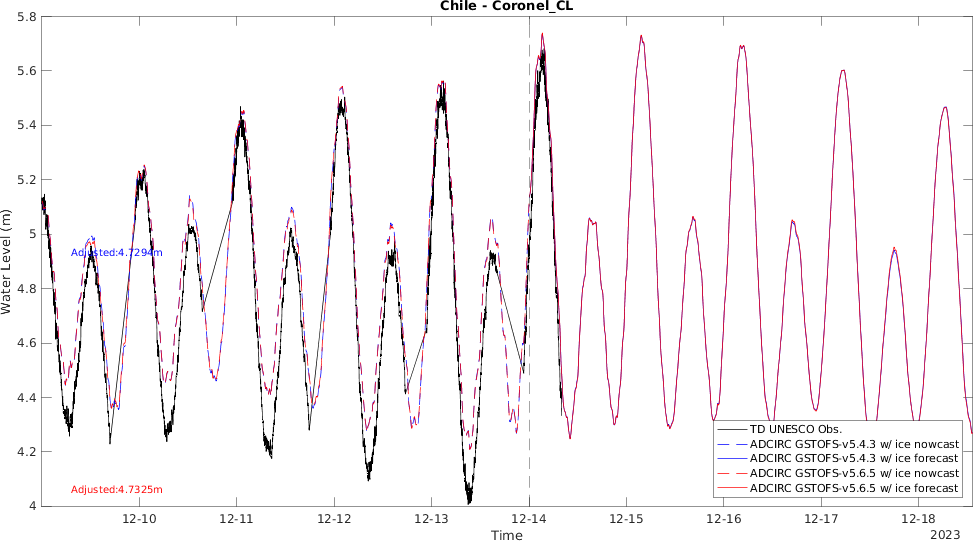 Chile - Coronel_CL
Water Level (m)
5.8
5.6
5.4
5.2
5
4.8
4.6
4.4
4.2
4
Adjusted:4.7294m
Adjusted:4.7325m
TD UNESCO Obs.
ADCIRC GSTOFS-v5.4.3 w/ ice nowcast
ADCIRC GSTOFS-v5.4.3 w/ ice forecast
ADCIRC GSTOFS-v5.6.5 w/ ice nowcast
ADCIRC GSTOFS-v5.6.5 w/ ice forecast
12-10 12-11 12-12 12-13 12-14 12-15 12-16 12-17 12-18
Time
2023